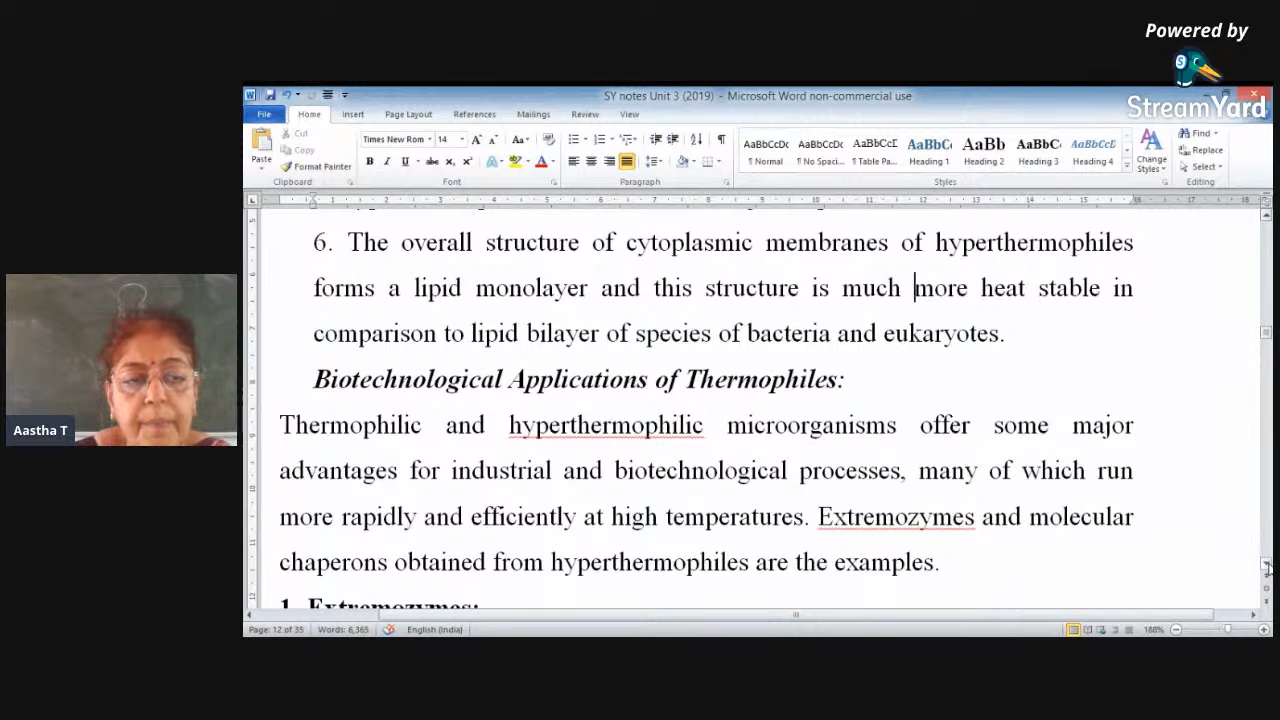 Powered by
StreamYard
SY notes Unit 3 (2019) - Microsoft Word non-commercial use
File Home Insert Page Layout References Mailings Review View
Cut
Copy
Format Painter
Paste
Times New Rom 14
AaBbCcDc AaBbCcDc AaBbCcD AaBbC AaBb AaBbC AaBbCcD
¶ Normal ¶ No Spaci... ¶ Table Pa... Heading 1 Heading 2 Heading 3 Heading 4
Change Styles
Find
Replace
Select
Clipboard Font Paragraph Styles Editing
6. The overall structure of cytoplasmic membranes of hyperthermophiles
forms a lipid monolayer and this structure is much more heat stable in
comparison to lipid bilayer of species of bacteria and eukaryotes.
Biotechnological Applications of Thermophiles:
Thermophilic and hyperthermophilic microorganisms offer some major
advantages for industrial and biotechnological processes, many of which run
more rapidly and efficiently at high temperatures. Extremozymes and molecular
chaperons obtained from hyperthermophiles are the examples.
1. Extremozymes:
Page: 12 of 35 Words: 6,365 English (India) 188%
Aastha T